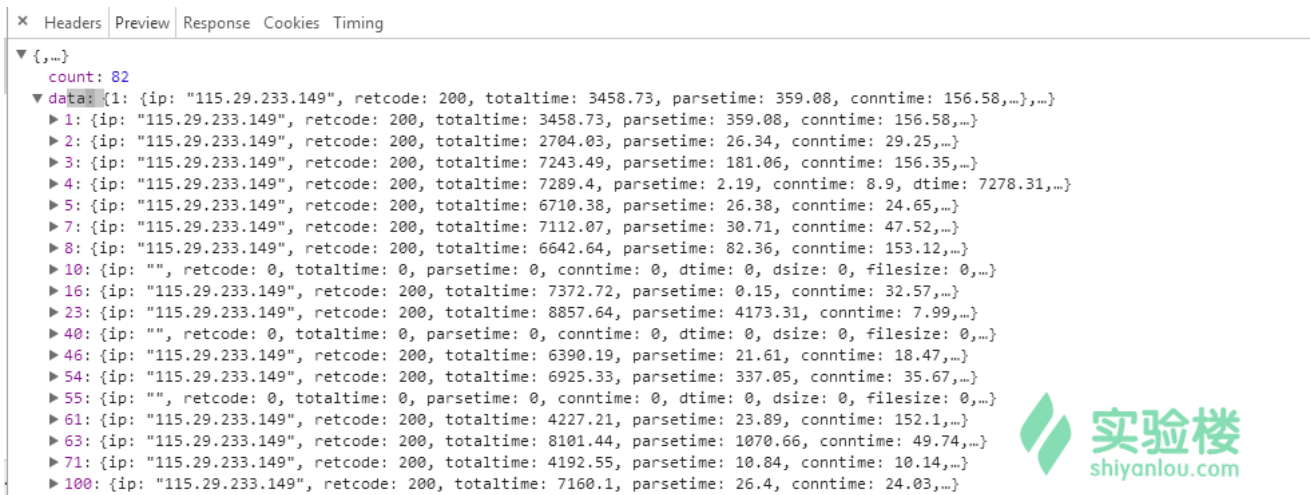 × Headers Preview Response Cookies Timing
▼ {,…}
count: 82
▼ data: {1: {ip: "115.29.233.149", retcode: 200, totaltime: 3458.73, parsetime: 359.08, conntime: 156.58,…},…}
▶ 1: {ip: "115.29.233.149", retcode: 200, totaltime: 3458.73, parsetime: 359.08, conntime: 156.58,…}
▶ 2: {ip: "115.29.233.149", retcode: 200, totaltime: 2704.03, parsetime: 26.34, conntime: 29.25,…}
▶ 3: {ip: "115.29.233.149", retcode: 200, totaltime: 7243.49, parsetime: 181.06, conntime: 156.35,…}
▶ 4: {ip: "115.29.233.149", retcode: 200, totaltime: 7289.4, parsetime: 2.19, conntime: 8.9, dtime: 7278.31,…}
▶ 5: {ip: "115.29.233.149", retcode: 200, totaltime: 6710.38, parsetime: 26.38, conntime: 24.65,…}
▶ 7: {ip: "115.29.233.149", retcode: 200, totaltime: 7112.07, parsetime: 30.71, conntime: 47.52,…}
▶ 8: {ip: "115.29.233.149", retcode: 200, totaltime: 6642.64, parsetime: 82.36, conntime: 153.12,…}
▶ 10: {ip: "", retcode: 0, totaltime: 0, parsetime: 0, conntime: 0, dtime: 0, dsize: 0, filesize: 0,…}
▶ 16: {ip: "115.29.233.149", retcode: 200, totaltime: 7372.72, parsetime: 0.15, conntime: 32.57,…}
▶ 23: {ip: "115.29.233.149", retcode: 200, totaltime: 8857.64, parsetime: 4173.31, conntime: 7.99,…}
▶ 40: {ip: "", retcode: 0, totaltime: 0, parsetime: 0, conntime: 0, dtime: 0, dsize: 0, filesize: 0,…}
▶ 46: {ip: "115.29.233.149", retcode: 200, totaltime: 6390.19, parsetime: 21.61, conntime: 18.47,…}
▶ 54: {ip: "115.29.233.149", retcode: 200, totaltime: 6925.33, parsetime: 337.05, conntime: 35.67,…}
▶ 55: {ip: "", retcode: 0, totaltime: 0, parsetime: 0, conntime: 0, dtime: 0, dsize: 0, filesize: 0,…}
▶ 61: {ip: "115.29.233.149", retcode: 200, totaltime: 4227.21, parsetime: 23.89, conntime: 152.1,…}
▶ 63: {ip: "115.29.233.149", retcode: 200, totaltime: 8101.44, parsetime: 1070.66, conntime: 49.74,…}
▶ 71: {ip: "115.29.233.149", retcode: 200, totaltime: 4192.55, parsetime: 10.84, conntime: 10.14,…}
▶ 100: {ip: "115.29.233.149", retcode: 200, totaltime: 7160.1, parsetime: 26.4, conntime: 24.03,…}
实验楼
shiyanlou.com